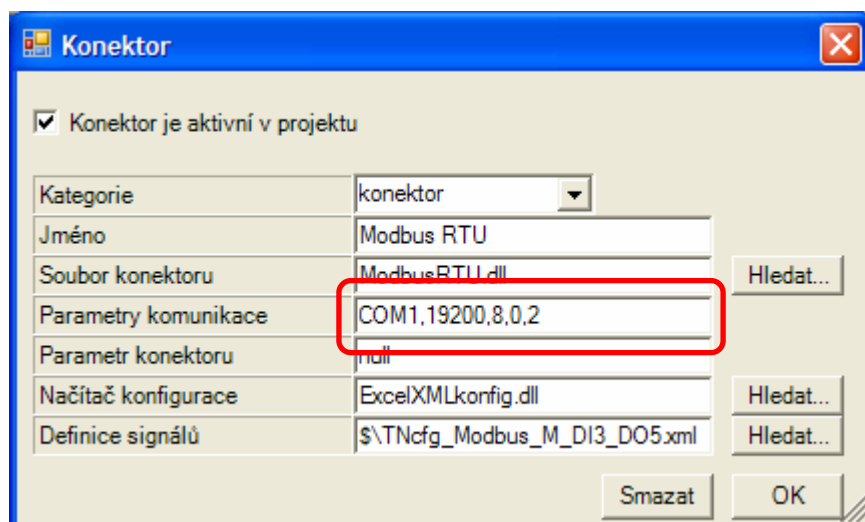 Konektor
Konektor je aktivní v projektu
Kategorie konektor
Jméno Modbus RTU
Soubor konektoru ModbusRTU.dll Hledat...
Parametry komunikace COM1,19200,8,0,2
Parametr konektoru null
Načítač konfigurace ExcelXMLkonfig.dll Hledat...
Definice signálů $\TNcfg_Modbus_M_DI3_DO5.xml Hledat...
Smazat OK